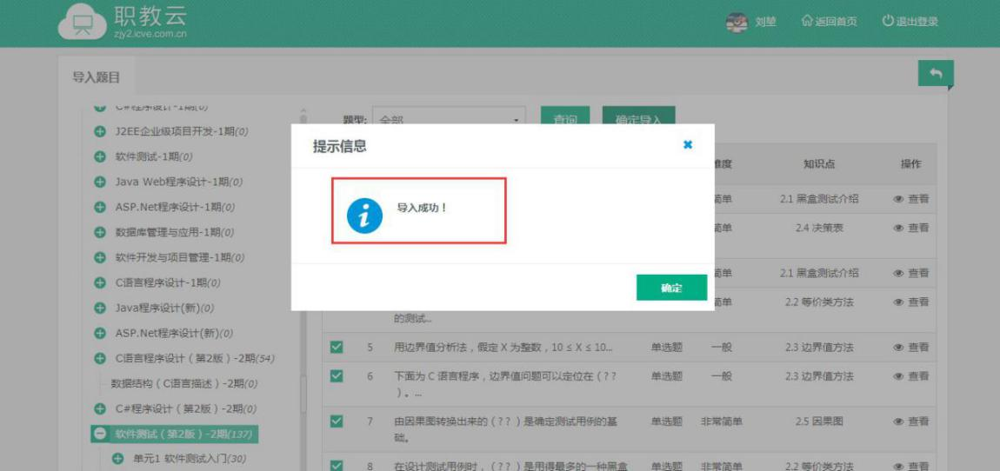 职教云
zjy2.icve.com.cn
刘堃 返回首页 退出登录
导入题目
C#程序设计-1期(0)
题型: 全部 查询 确定导入
J2EE企业级项目开发-1期(0)
提示信息
软件测试-1期(0)
难度 知识点 操作
Java Web程序设计-1期(0)
简单 2.1 黑盒测试介绍 查看
ASP.Net程序设计-1期(0)
导入成功！
简单 2.4 决策表 查看
数据库管理与应用-1期(0)
软件开发与项目管理-1期(0)
简单 2.1 黑盒测试介绍 查看
C语言程序设计-1期(0)
确定
简单 2.2 等价类方法 查看
Java程序设计(新)(0)
的测试...
ASP.Net程序设计(新)(0)
5 用边界值分析法，假定 X 为整数，10 ≤ X ≤ 10... 单选题 一般 2.3 边界值方法 查看
C语言程序设计（第2版）-2期(54)
6 下面为 C 语言程序，边界值问题可以定位在（? ? 单选题 一般 2.3 边界值方法 查看
）。...
数据结构（C语言描述）-2期(0)
C#程序设计（第2版）-2期(0)
7 由因果图转换出来的（? ? ）是确定测试用例的基 单选题 非常简单 2.5 因果图 查看
础。
软件测试（第2版）-2期(137)
单元1 软件测试入门(30)
8 在设计测试用例时，（? ? ）是用得最多的一种黑盒 单选题 非常简单 2.2 等价类方法 查看